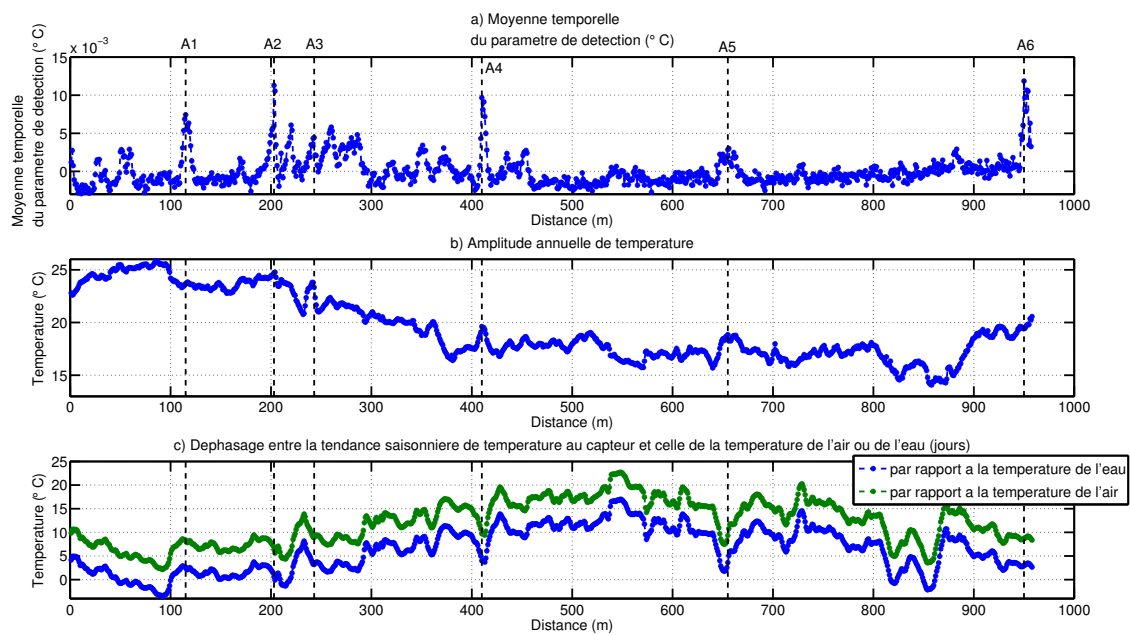 a) Moyenne temporelle
du parametre de detection (° C)
15 x 10⁻³
10
5
0
A1
A2
A3
A4
A5
A6
Moyenne temporelle
du parametre de detection (° C)
0 100 200 300 400 500 600 700 800 900 1000
Distance (m)
b) Amplitude annuelle de temperature
25
20
15
Temperature (° C)
0 100 200 300 400 500 600 700 800 900 1000
Distance (m)
c) Dephasage entre la tendance saisonniere de temperature au capteur et celle de la temperature de l'air ou de l'eau (jours)
25
20
15
10
5
0
Temperature (° C)
par rapport a la temperature de l'eau
par rapport a la temperature de l'air
0 100 200 300 400 500 600 700 800 900 1000
Distance (m)